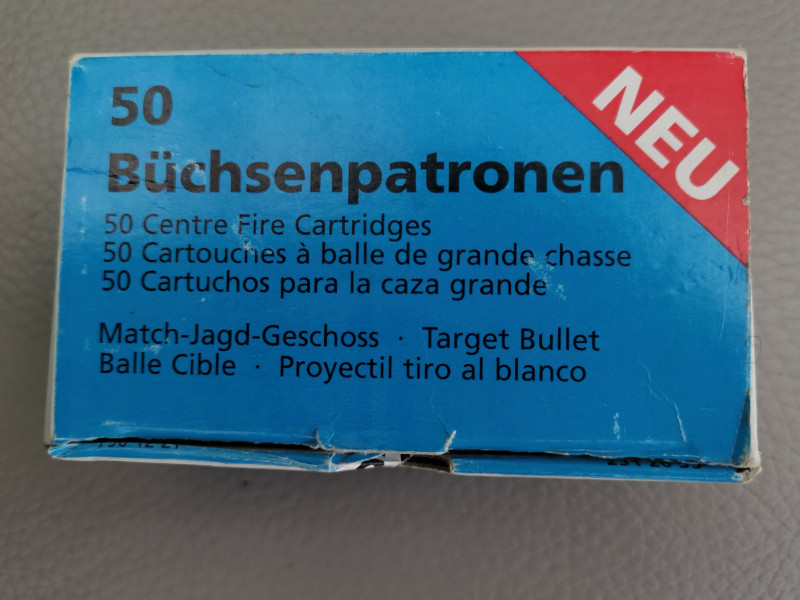 50
NEU
Büchsenpatronen
50 Centre Fire Cartridges
50 Cartouches à balle de grande chasse
50 Cartuchos para la caza grande
Match-Jagd-Geschoss · Target Bullet
Balle Cible · Proyectil tiro al blanco